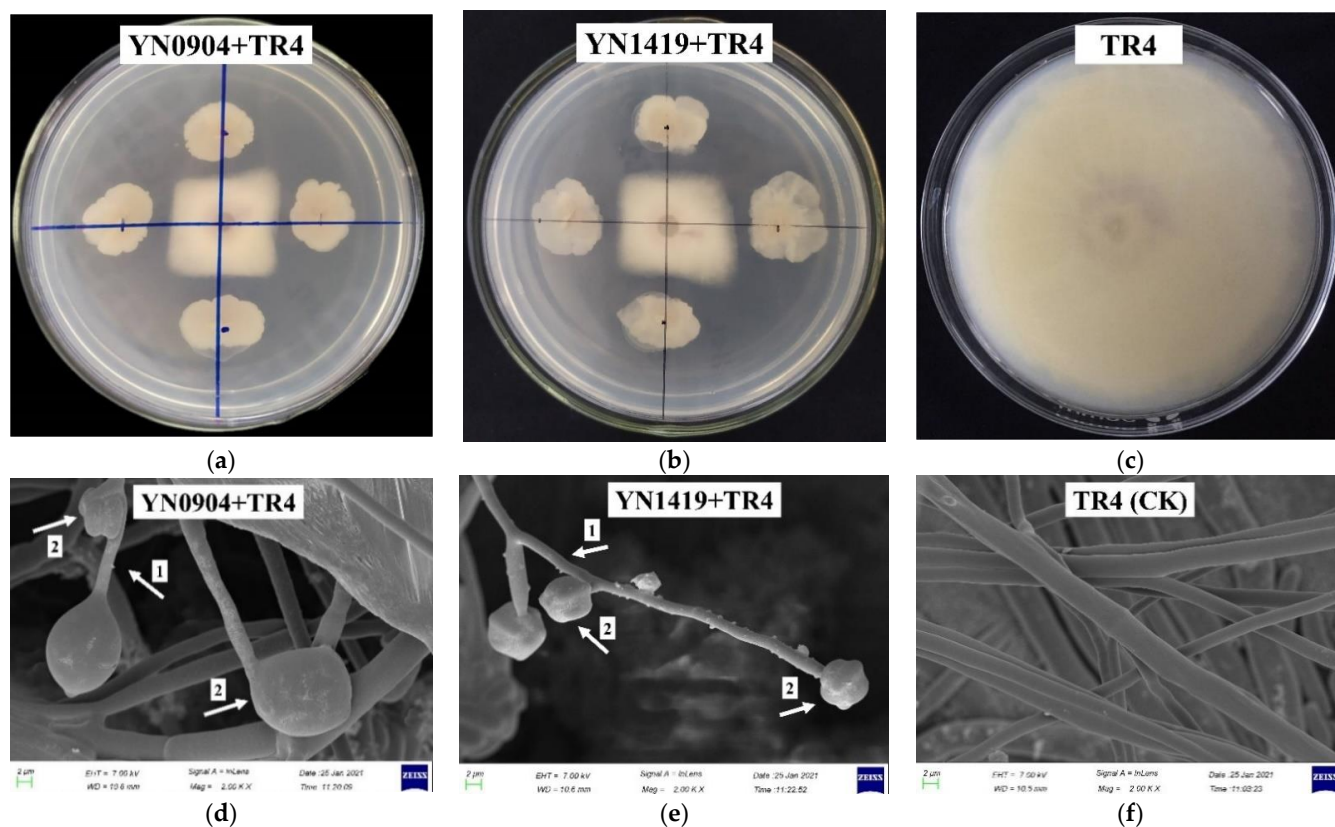 YN0904+TR4
YN1419+TR4
TR4
(a)
(b)
(c)
YN0904+TR4
2
1
2
YN1419+TR4
1
2
2
TR4 (CK)
2 µm
EHT = 7.00 kV
Signal A = InLens
Date :25 Jan 2021
ZEISS
WD = 10.6 mm
Mag = 2.00 K X
Time :11:20:09
2 µm
EHT = 7.00 kV
Signal A = InLens
Date :25 Jan 2021
ZEISS
WD = 10.6 mm
Mag = 2.00 K X
Time :11:22:52
2 µm
EHT = 7.00 kV
Signal A = InLens
Date :25 Jan 2021
ZEISS
WD = 10.5 mm
Mag = 2.00 K X
Time :11:03:23
(d)
(e)
(f)